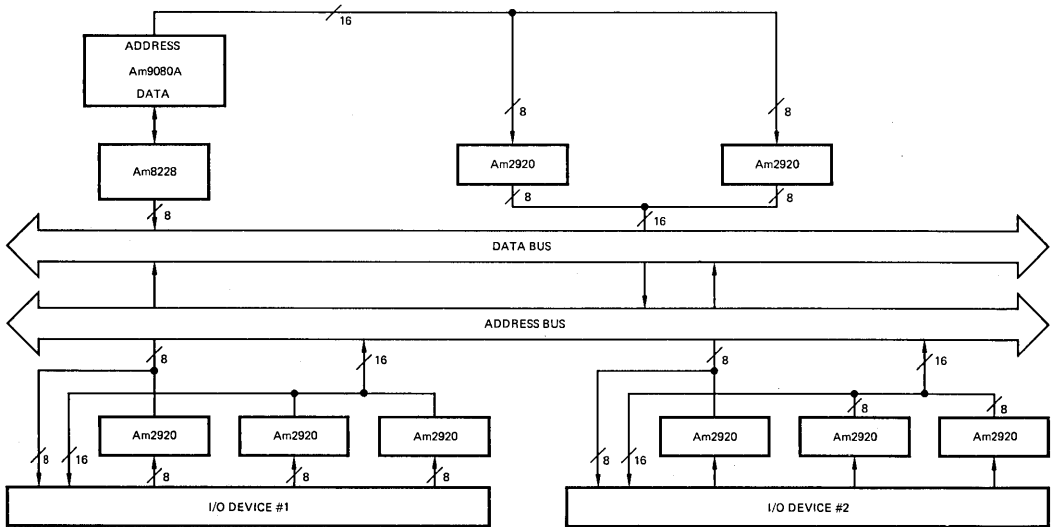 16
ADDRESS
Am9080A
DATA
8
8
Am8228
Am2920
Am2920
8
8
8
16
DATA BUS
ADDRESS BUS
8
16
8
16
8
8
Am2920
Am2920
Am2920
Am2920
Am2920
Am2920
8
16
8
8
8
8
16
I/O DEVICE #1
I/O DEVICE #2